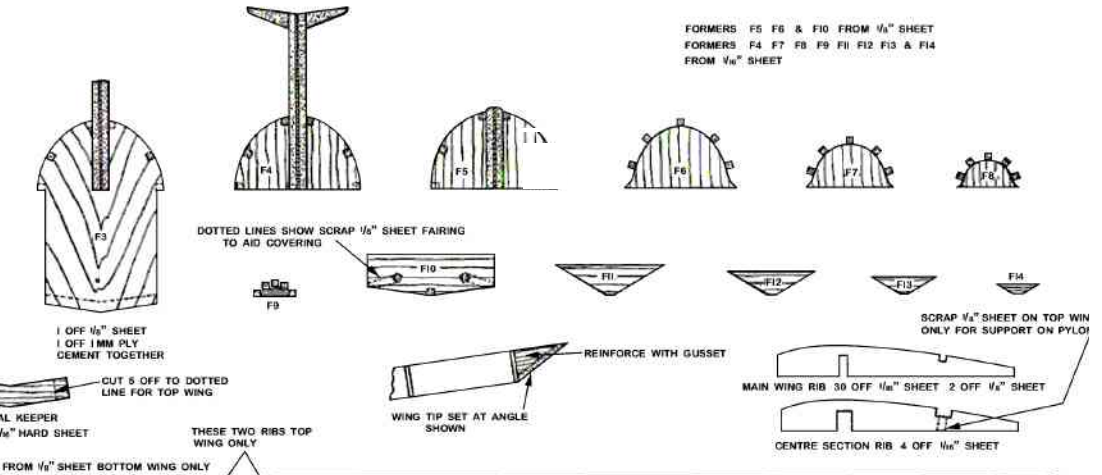 FORMERS F5 F6 & F10 FROM 1/8" SHEET
FORMERS F4 F7 F8 F9 F11 F12 F13 & F14
FROM 1/16" SHEET
F4
F5
F6
F7
F8
F3
DOTTED LINES SHOW SCRAP 1/8" SHEET FAIRING
TO AID COVERING
F10
F11
F12
F13
F14
F9
1 OFF 1/8" SHEET
1 OFF 1MM PLY
CEMENT TOGETHER
SCRAP 1/8" SHEET ON TOP WIN
ONLY FOR SUPPORT ON PYLO
REINFORCE WITH GUSSET
CUT 5 OFF TO DOTTED
LINE FOR TOP WING
MAIN WING RIB 30 OFF 1/16" SHEET 2 OFF 1/8" SHEET
WING TIP SET AT ANGLE
SHOWN
AL KEEPER
1/16" HARD SHEET
THESE TWO RIBS TOP
WING ONLY
CENTRE SECTION RIB 4 OFF 1/16" SHEET
FROM 1/8" SHEET BOTTOM WING ONLY